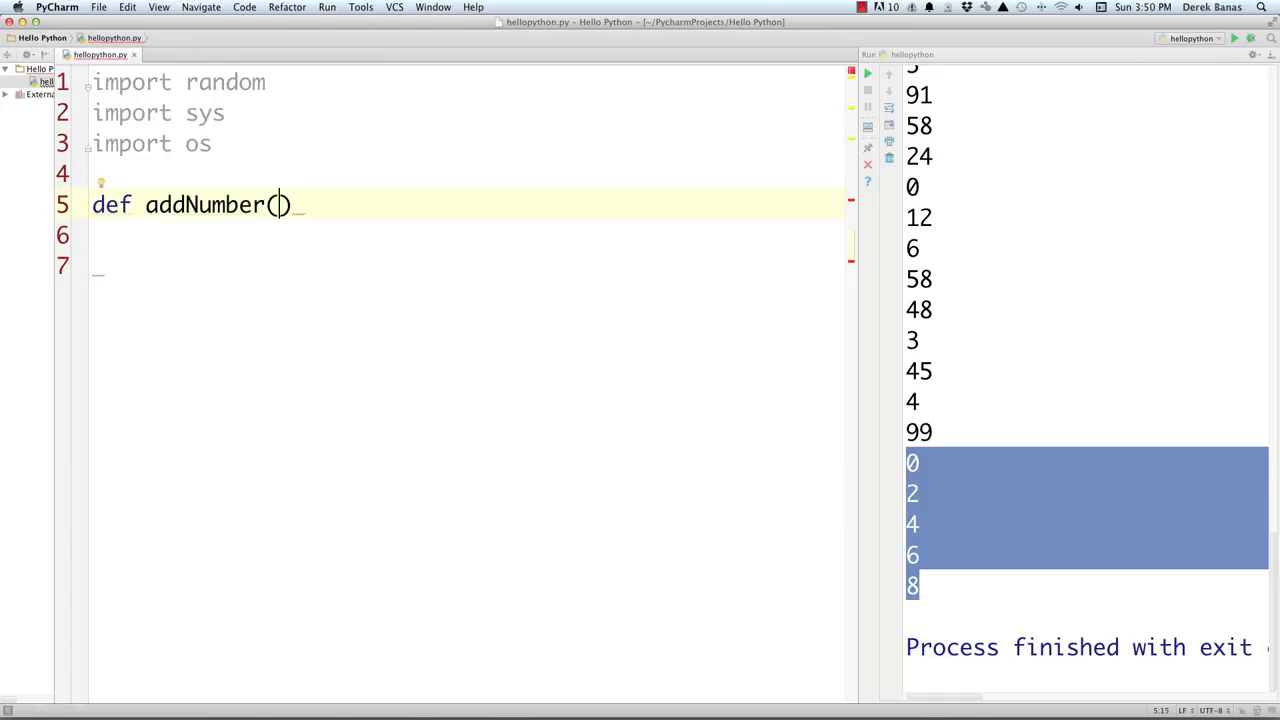 PyCharm File Edit View Navigate Code Refactor Run Tools VCS Window Help 10 Sun 3:50 PM Derek Banas
hellopython.py – Hello Python – [~/PycharmProjects/Hello Python]
Hello Python hellopython.py hellopython
hellopython.py Run hellopython
Hello P
hell
Externa
1 import random
2 import sys
3 import os
4
5 def addNumber()
6
7
91
58
24
0
12
6
58
48
3
45
4
99
0
2
4
6
8
Process finished with exit
5:15 LF UTF-8